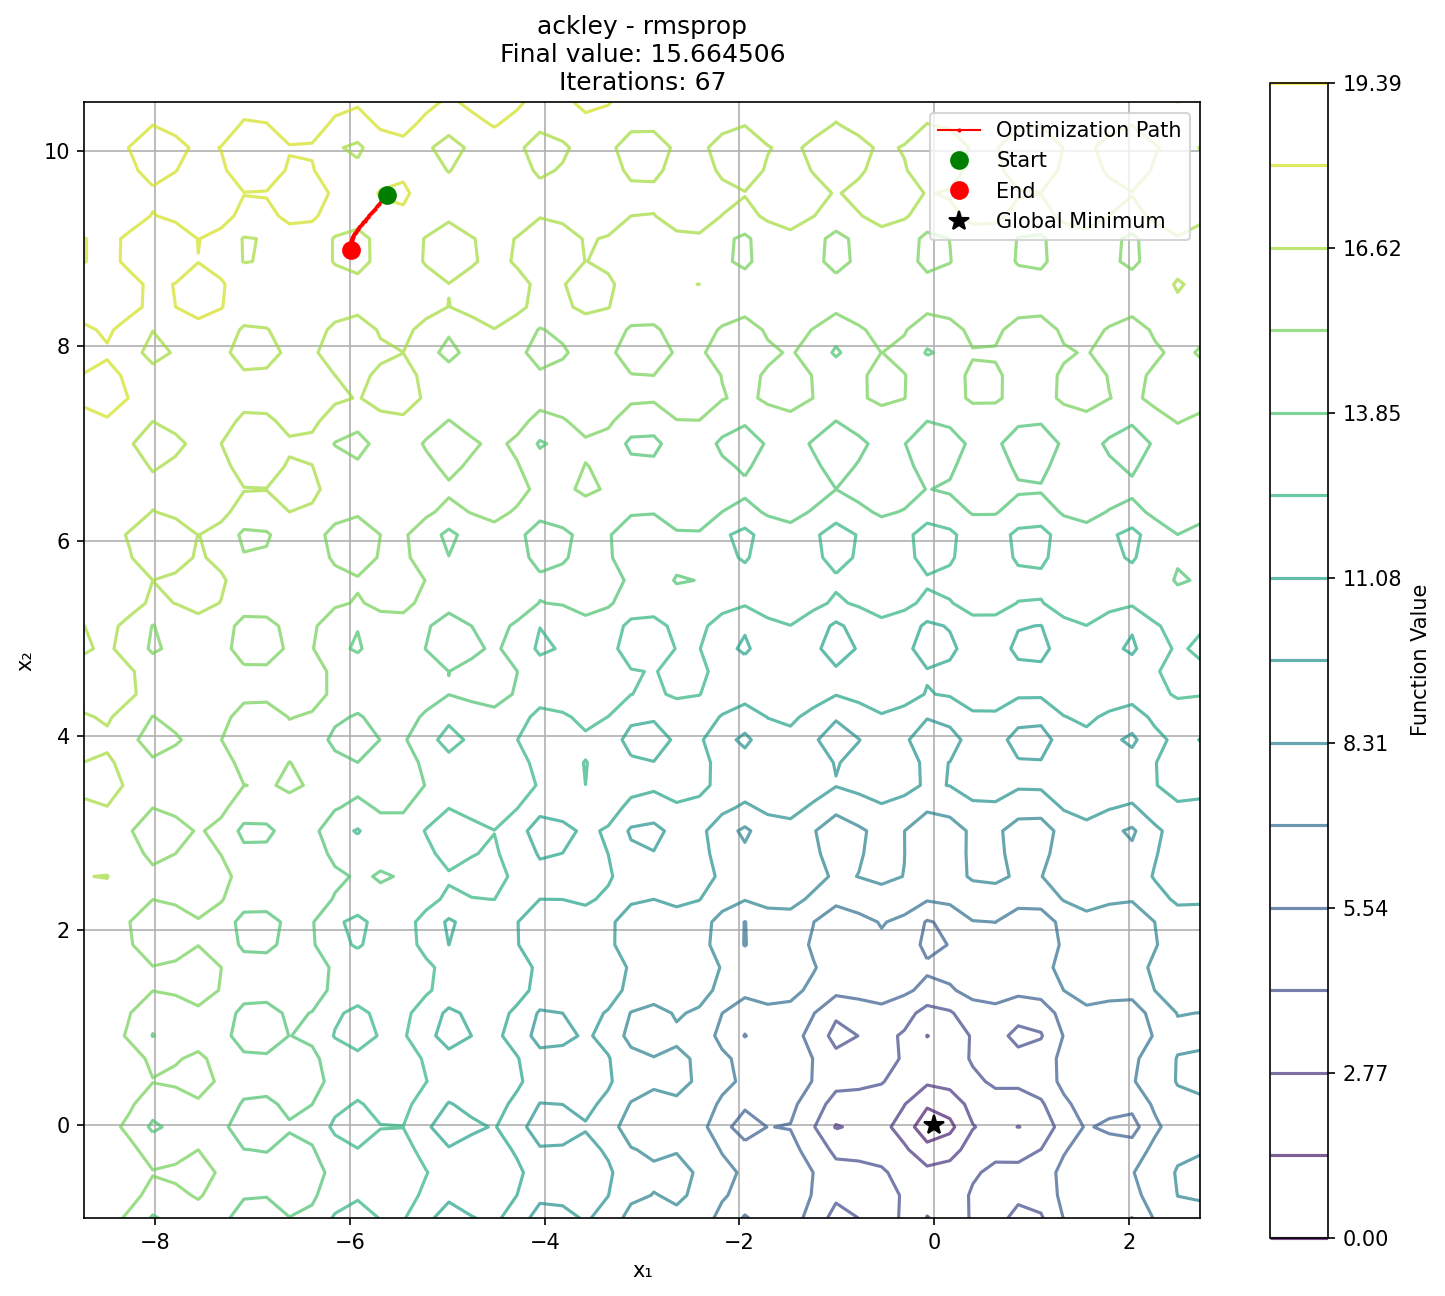 ackley - rmsprop
Final value: 15.664506
Iterations: 67
Optimization Path
Start
End
Global Minimum
10
8
6
4
2
0
x₂
−8
−6
−4
−2
0
2
x₁
19.39
16.62
13.85
11.08
8.31
5.54
2.77
0.00
Function Value